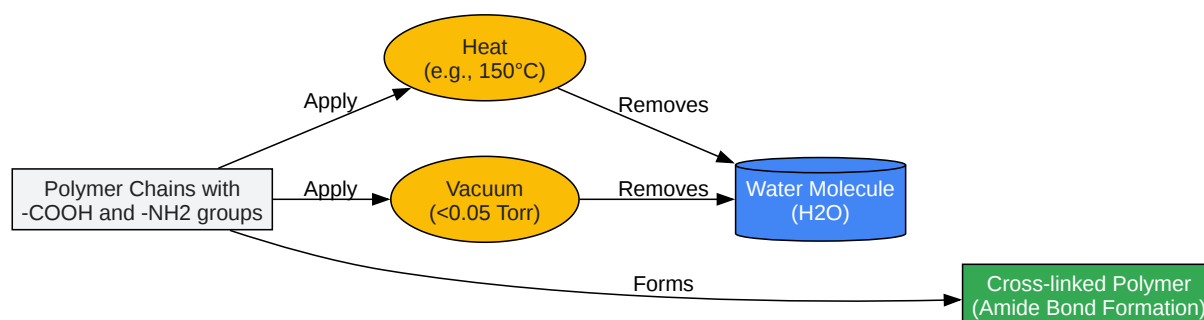 Heat
(e.g., 150°C)
Apply
Removes
Polymer Chains with
-COOH and -NH2 groups
Apply
Vacuum
(<0.05 Torr)
Removes
Water Molecule
(H2O)
Forms
Cross-linked Polymer
(Amide Bond Formation)